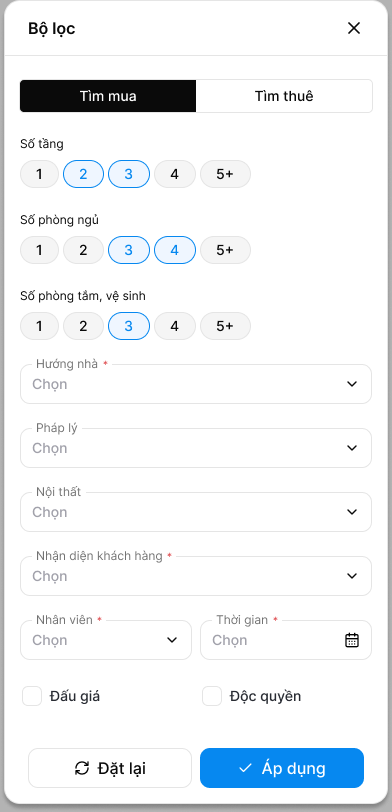 Bộ lọc
Tìm mua Tìm thuê
Số tầng
1 2 3 4 5+
Số phòng ngủ
1 2 3 4 5+
Số phòng tắm, vệ sinh
1 2 3 4 5+
Hướng nhà *
Chọn
Pháp lý
Chọn
Nội thất
Chọn
Nhận diện khách hàng *
Chọn
Nhân viên * Thời gian *
Chọn Chọn
Đấu giá Độc quyền
Đặt lại Áp dụng